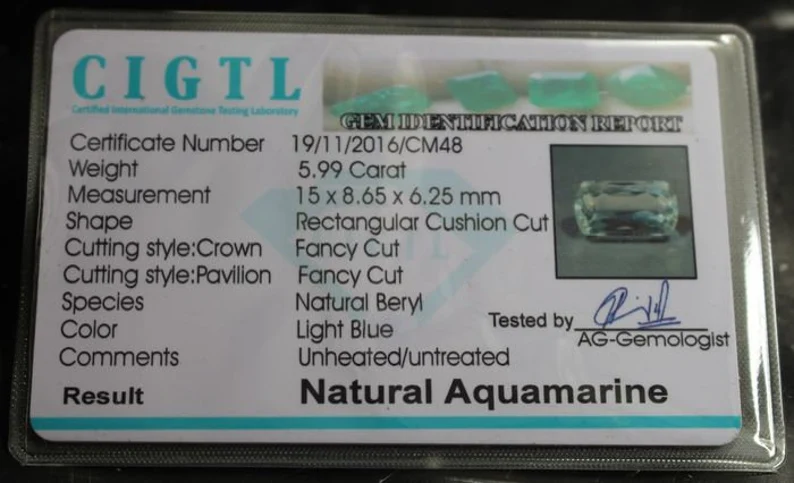 CIGTL
Certified International Gemstone Testing Laboratory
GEM IDENTIFICATION REPORT
Certificate Number 19/11/2016/CM48
Weight 5.99 Carat
Measurement 15 x 8.65 x 6.25 mm
Shape Rectangular Cushion Cut
Cutting style:Crown Fancy Cut
Cutting style:Pavilion Fancy Cut
Species Natural Beryl
Color Light Blue
Tested by
AG-Gemologist
Comments Unheated/untreated
Result Natural Aquamarine